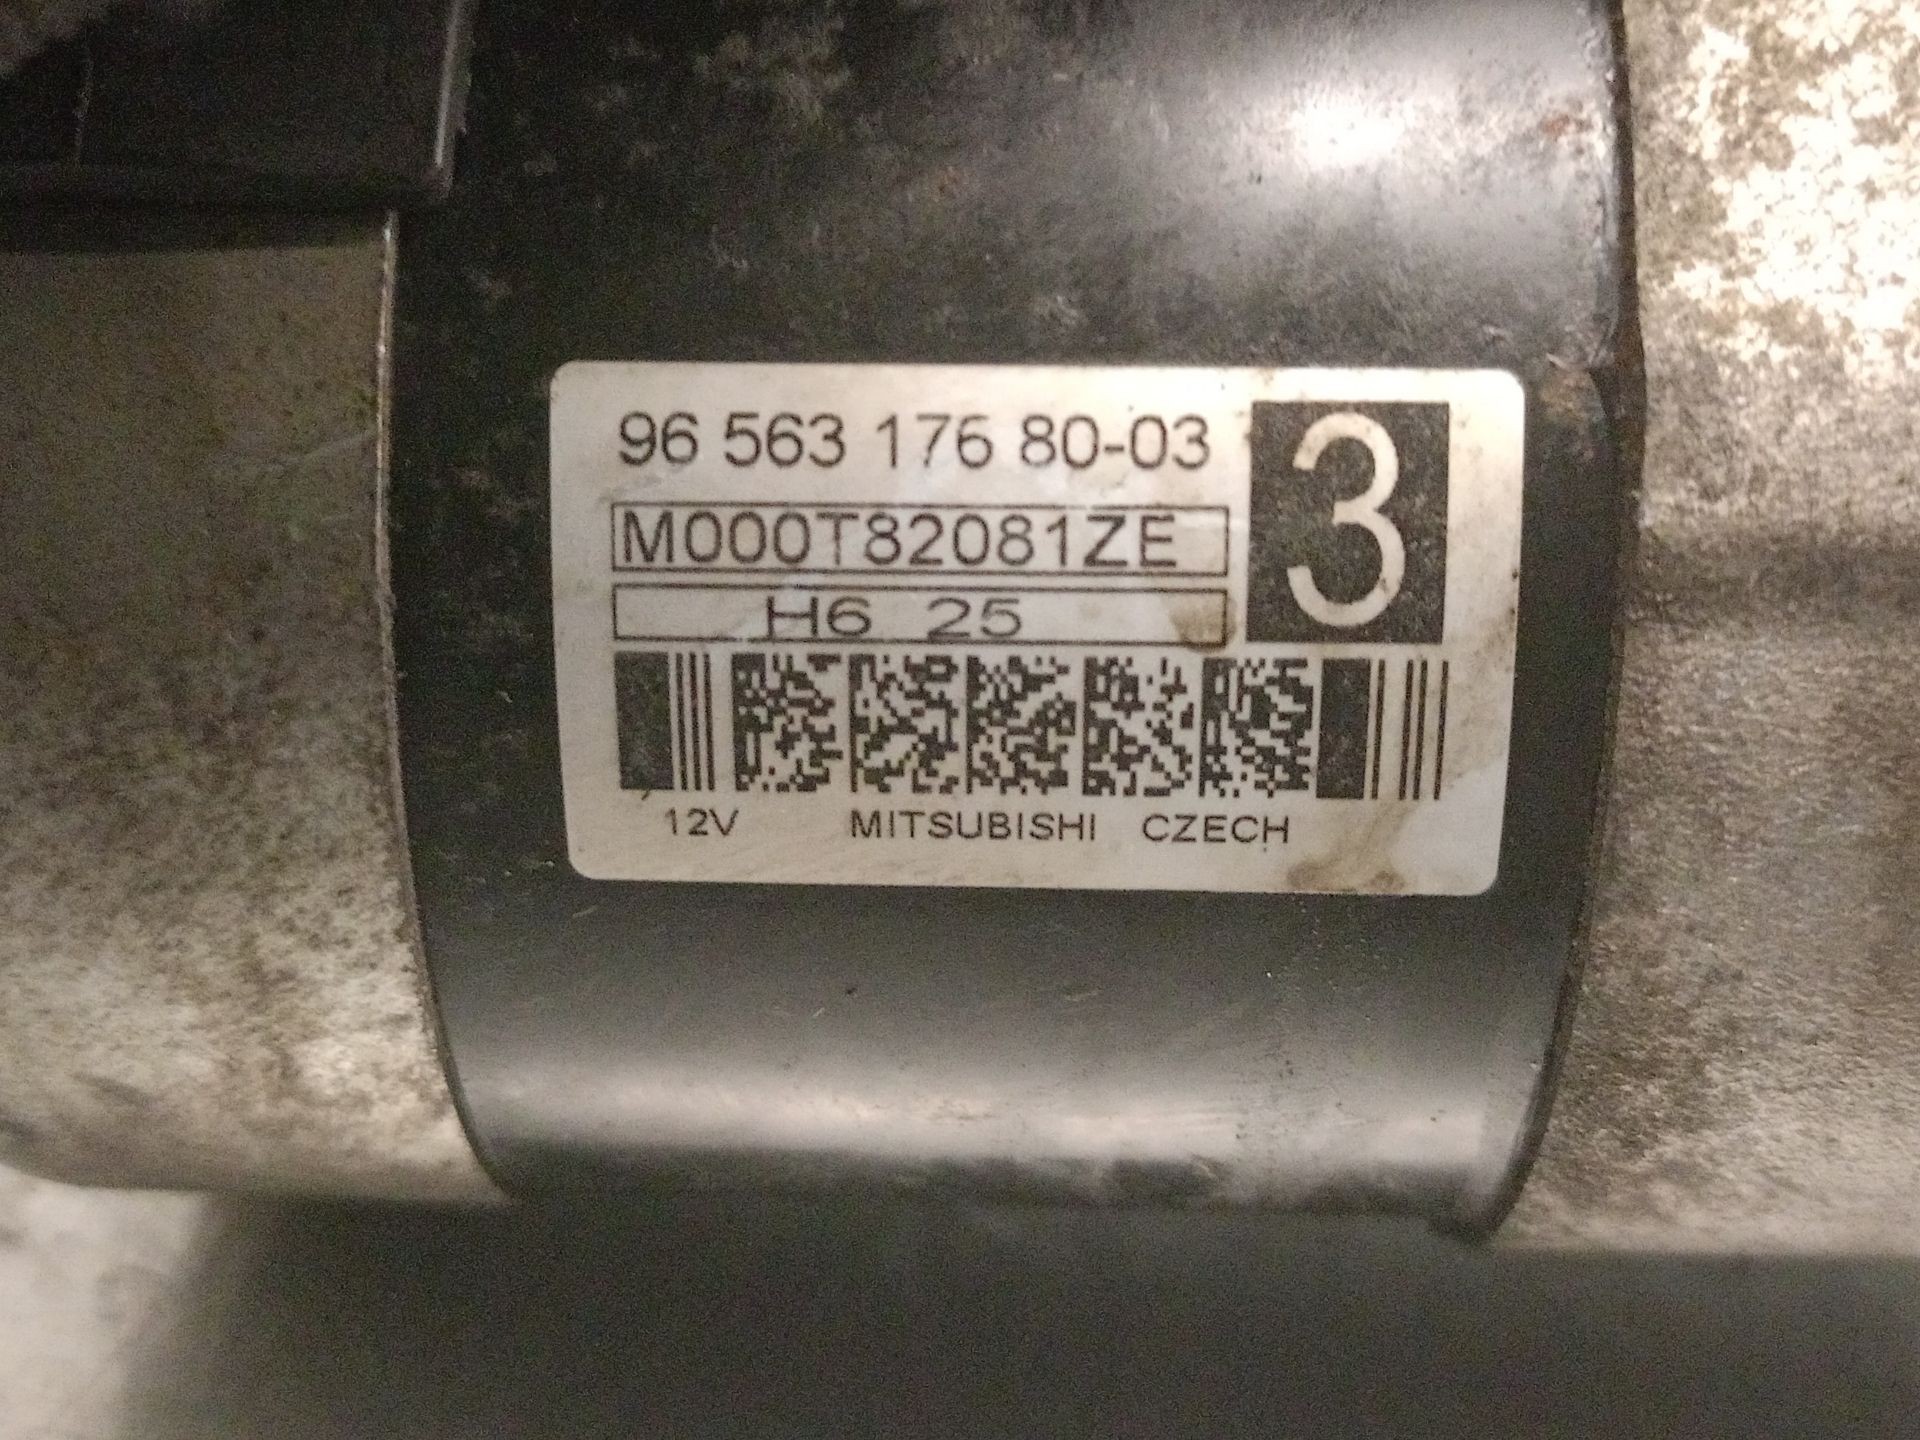 96 563 176 80-03
3
M000T82081ZE
H6 25
12V MITSUBISHI CZECH